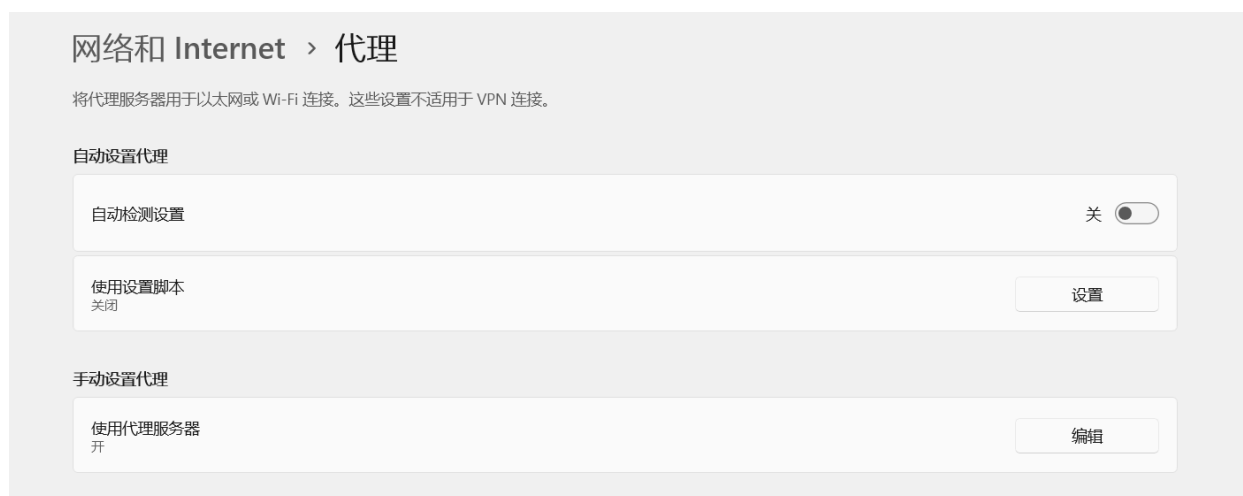 网络和 Internet › 代理
将代理服务器用于以太网或 Wi-Fi 连接。这些设置不适用于 VPN 连接。
自动设置代理
自动检测设置
关
使用设置脚本
关闭
设置
手动设置代理
使用代理服务器
开
编辑